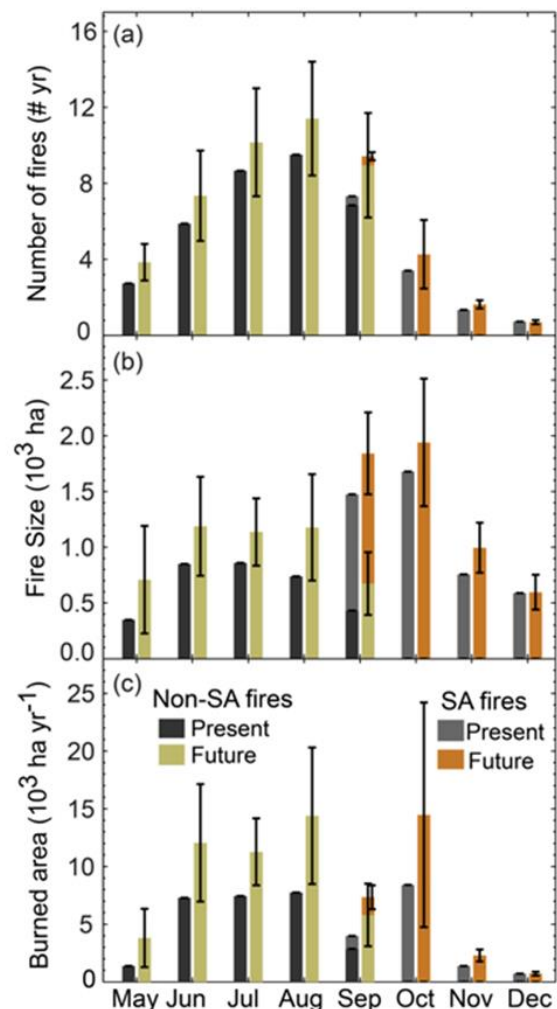 (a)
16
12
8
4
0
Number of fires (# yr)
(b)
2.5
2.0
1.5
1.0
0.5
0.0
Fire Size (10³ ha)
(c)
25
20
15
10
5
0
Burned area (10³ ha yr⁻¹)
Non-SA fires
Present
Future
SA fires
Present
Future
May Jun Jul Aug Sep Oct Nov Dec